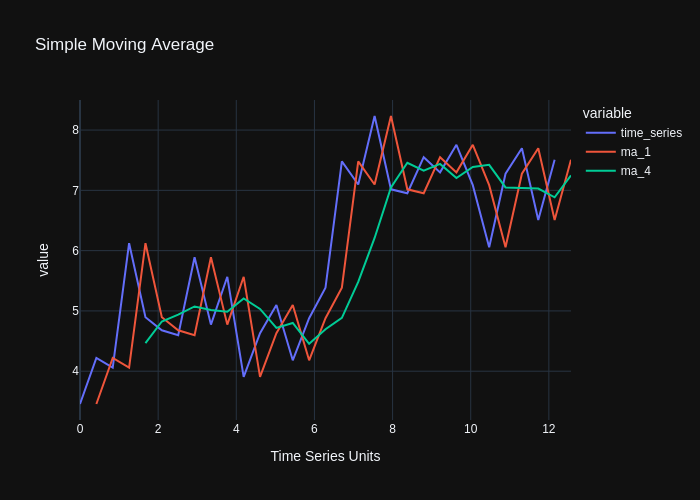 Simple Moving Average
variable
time_series
ma_1
ma_4
value
8
7
6
5
4
0 2 4 6 8 10 12
Time Series Units